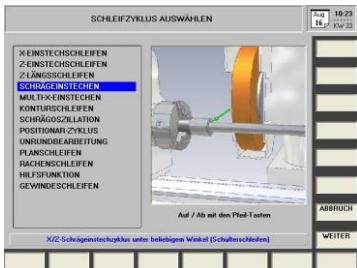 SCHLEIFZYKLUS AUSWÄHLEN
Aug 10:23
16 KW 33
X-EINSTECHSCHLEIFEN
Z-EINSTECHSCHLEIFEN
Z-LÄNGSSCHLEIFEN
SCHRÄGEINSTECHEN
MULTI-X-EINSTECHEN
KONTURSCHLEIFEN
SCHRÄGOSZILLATION
POSITIONAR-ZYKLUS
UNRUNDBEARBEITUNG
PLANSCHLEIFEN
RACHENSCHLEIFEN
HILFSFUNKTION
GEWINDESCHLEIFEN
Auf / Ab mit den Pfeil-Tasten
X/Z-Schrägeinstechzyklus unter beliebigem Winkel (Schulterschleifen)
ABBRUCH
WEITER